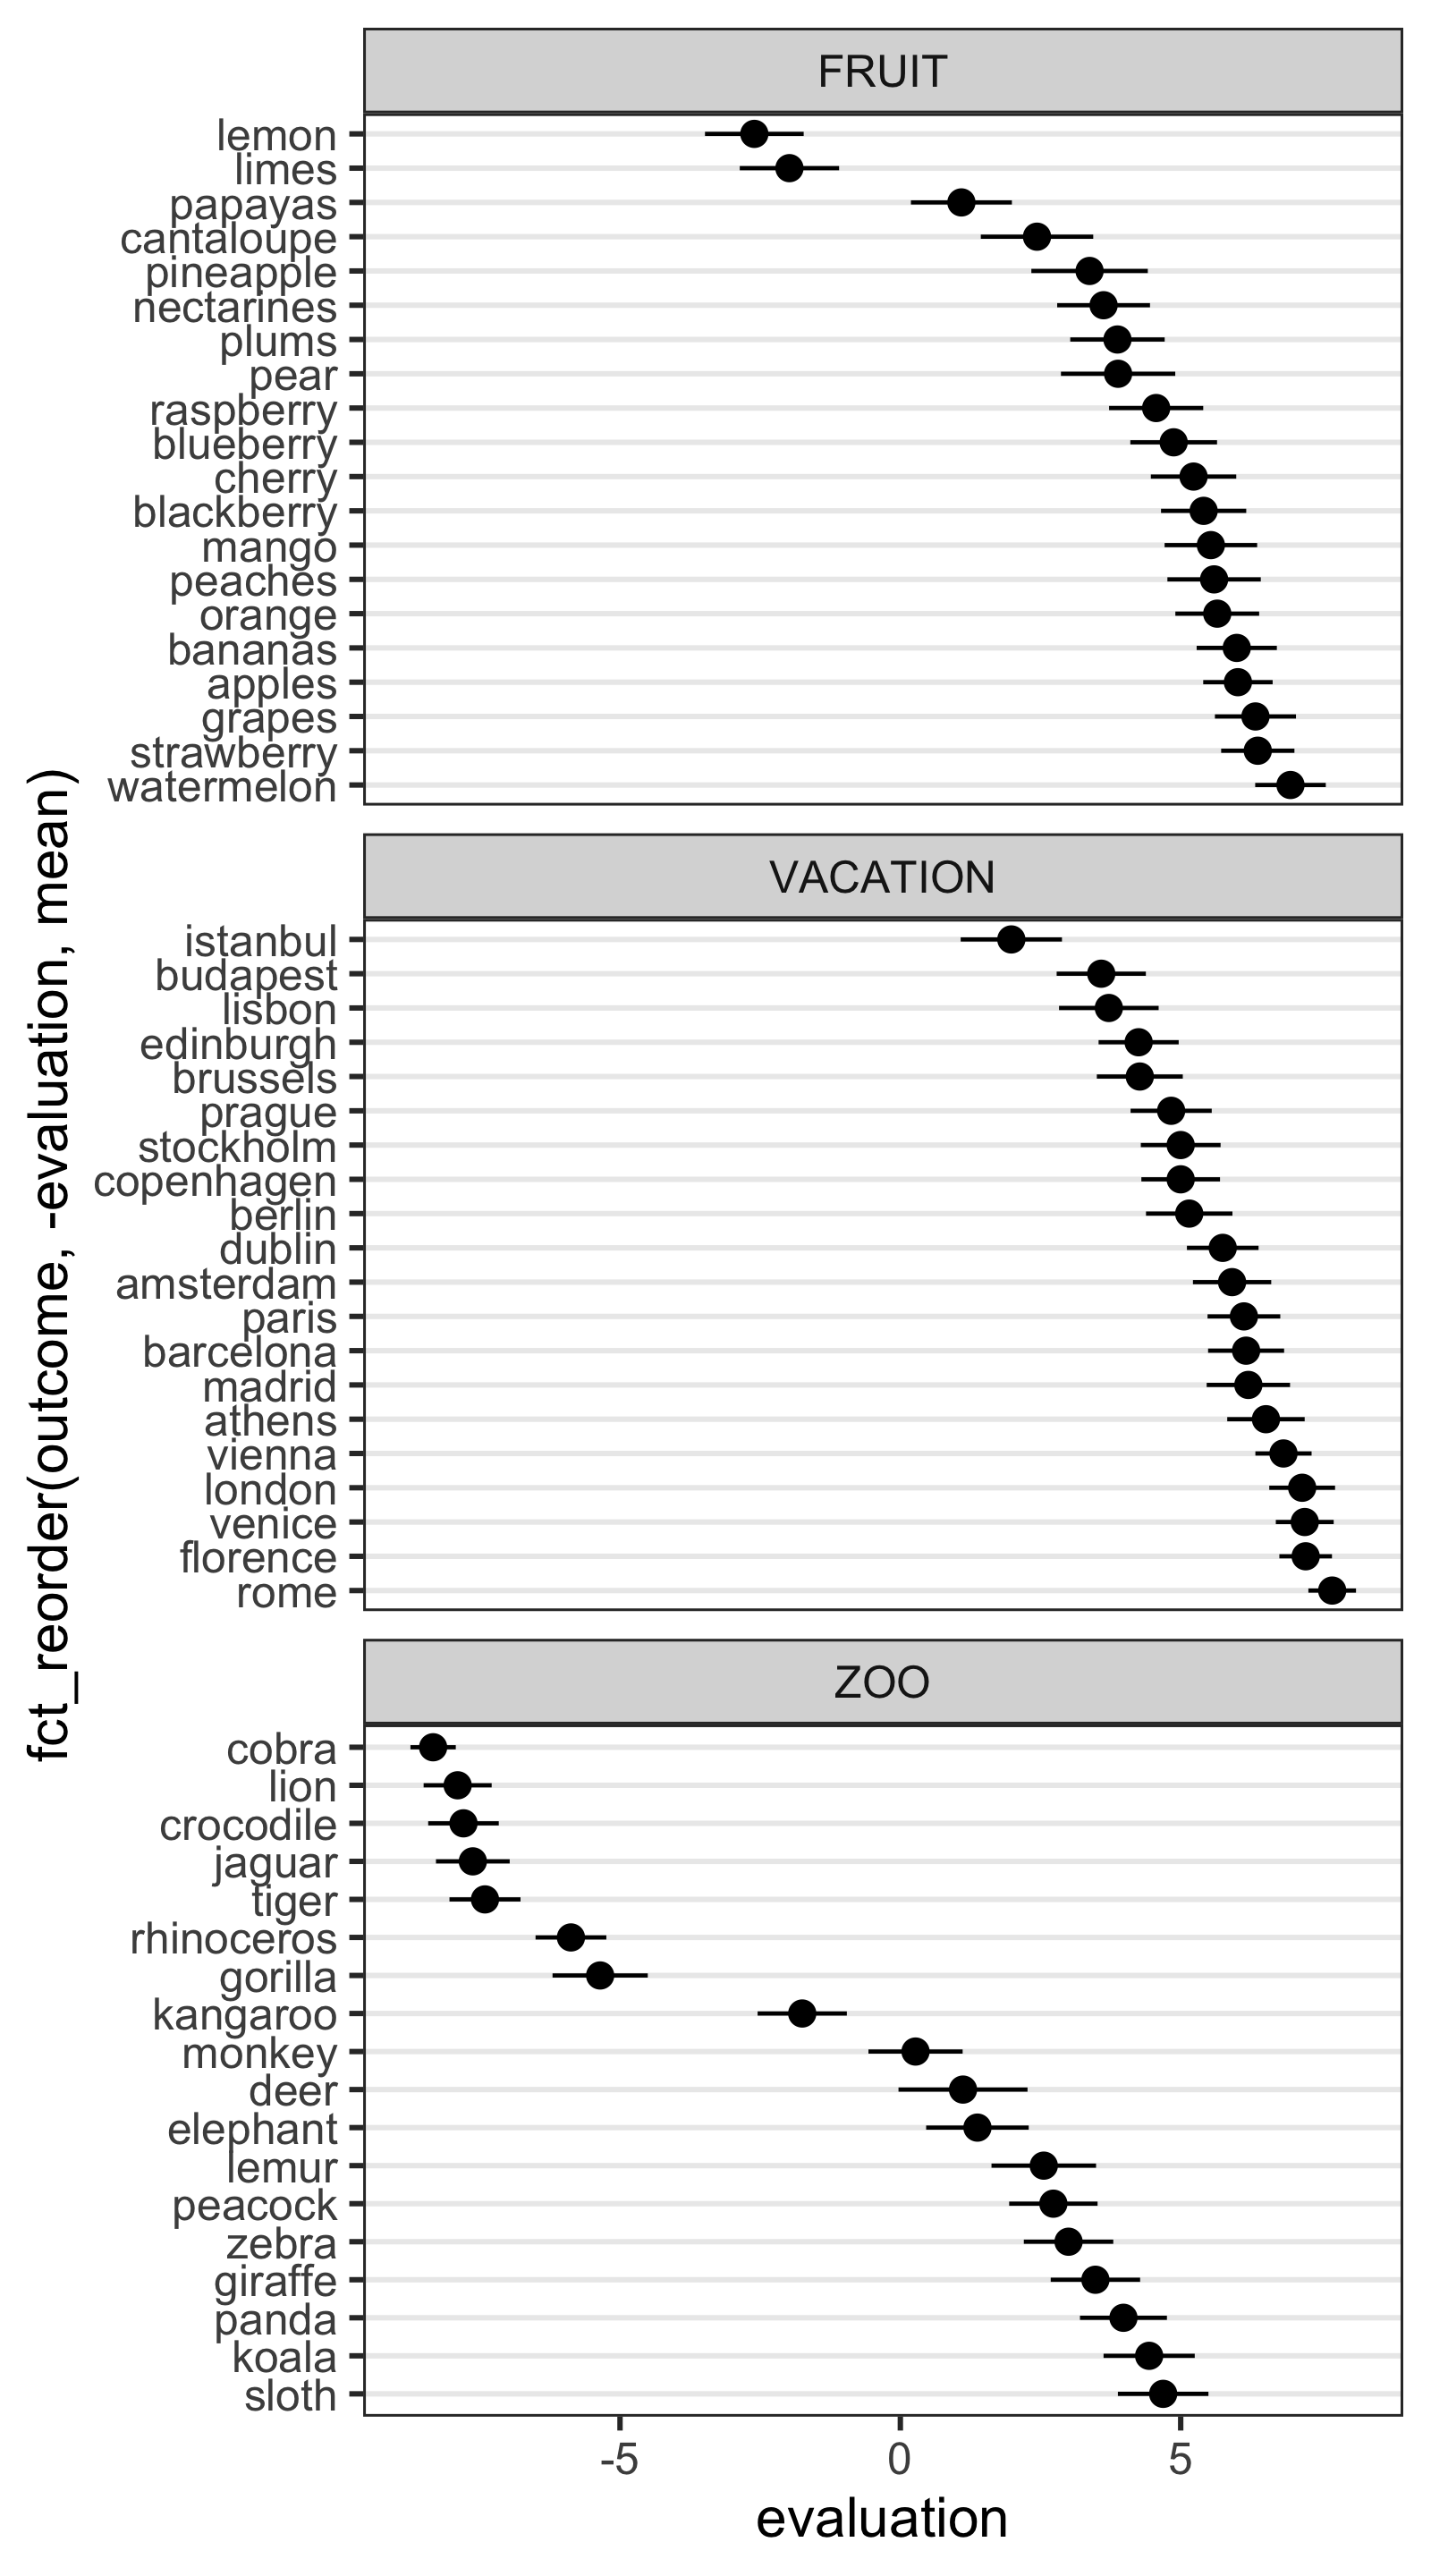 FRUIT
lemon
limes
papayas
cantaloupe
pineapple
nectarines
plums
pear
raspberry
blueberry
cherry
blackberry
mango
peaches
orange
bananas
apples
grapes
strawberry
watermelon
VACATION
istanbul
budapest
lisbon
edinburgh
brussels
prague
stockholm
copenhagen
berlin
dublin
amsterdam
paris
barcelona
madrid
athens
vienna
london
venice
florence
rome
ZOO
cobra
lion
crocodile
jaguar
tiger
rhinoceros
gorilla
kangaroo
monkey
deer
elephant
lemur
peacock
zebra
giraffe
panda
koala
sloth
-5 0 5
evaluation
fct_reorder(outcome, -evaluation, mean)